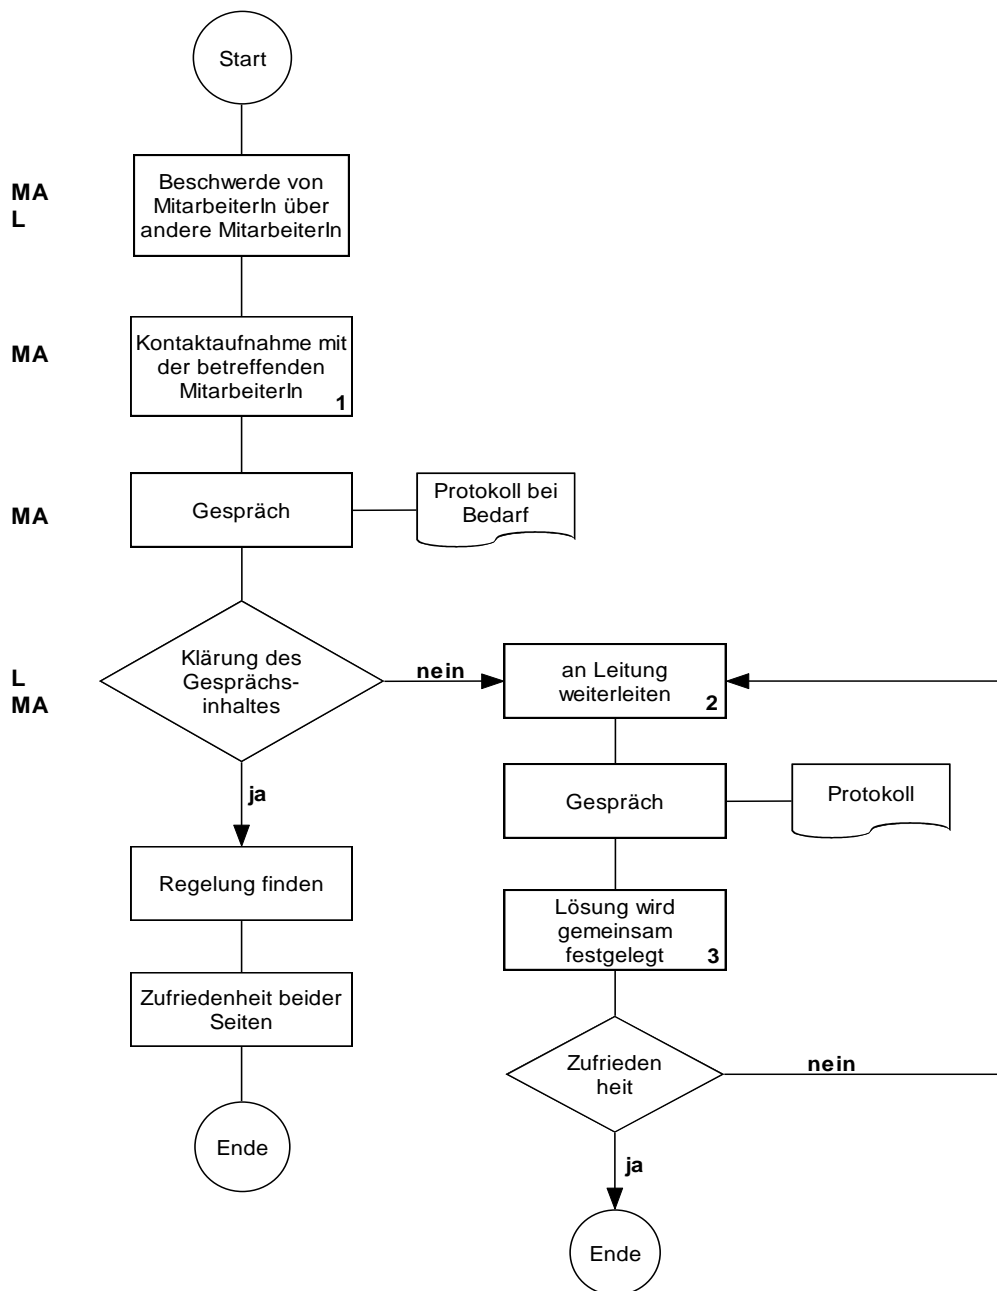 Start
MA
L
Beschwerde von
MitarbeiterIn über
andere MitarbeiterIn
MA
Kontaktaufnahme mit
der betreffenden
MitarbeiterIn
1
MA
Gespräch
Protokoll bei
Bedarf
L
MA
Klärung des
Gesprächs-
inhaltes
nein
an Leitung
weiterleiten
2
ja
Gespräch
Protokoll
Regelung finden
Lösung wird
gemeinsam
festgelegt
3
Zufriedenheit beider
Seiten
Zufrieden
heit
nein
Ende
ja
Ende